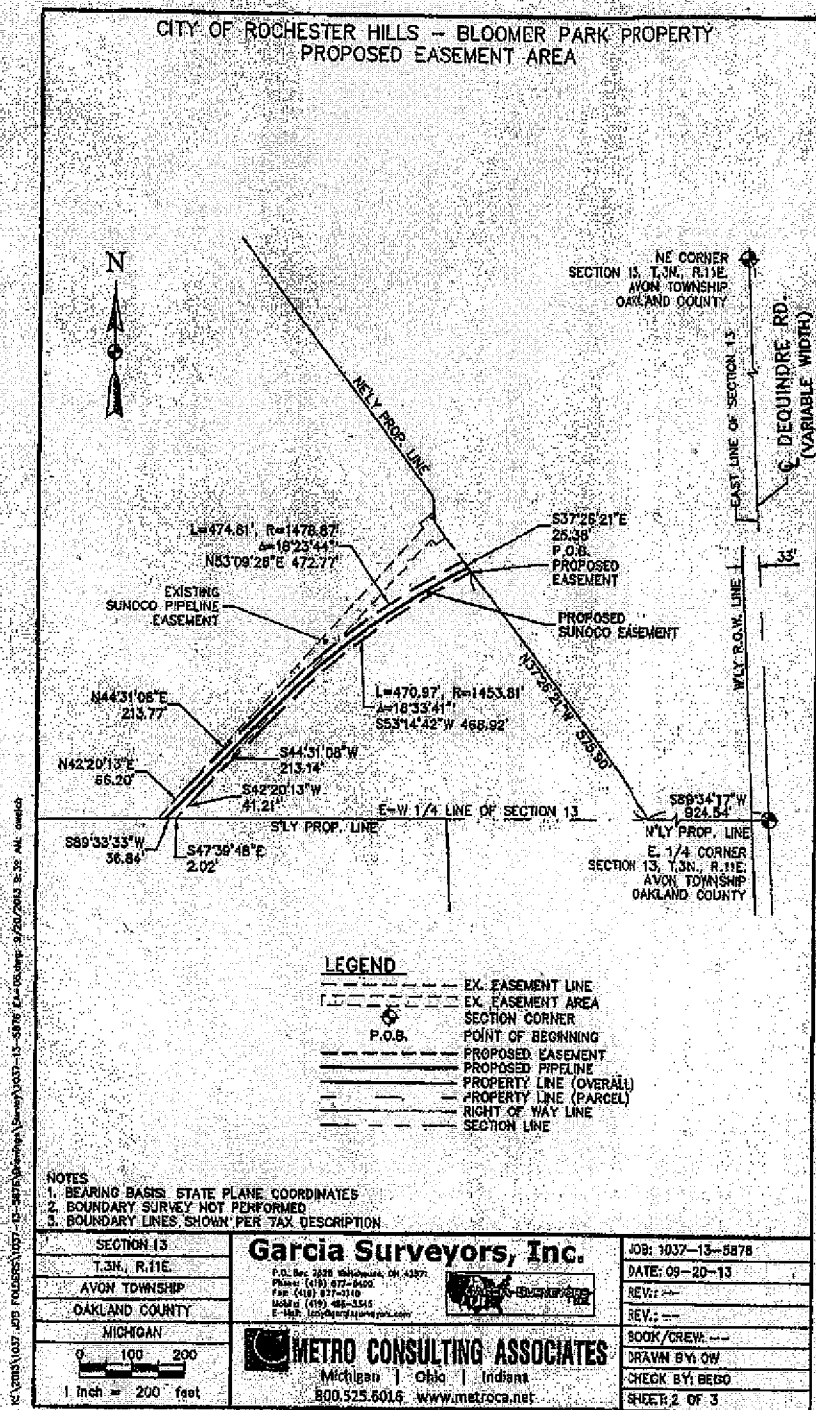 CITY OF ROCHESTER HILLS - BLOOMER PARK PROPERTY
PROPOSED EASEMENT AREA
N
NE CORNER
SECTION 13, T.3N., R.11E.
AVON TOWNSHIP
OAKLAND COUNTY
EAST LINE OF SECTION 13
DEQUINDRE RD.
(VARIABLE WIDTH)
NE'LY PROP. LINE
33'
W'LY R.O.W. LINE
L=474.61', R=1478.87'
Δ=18°23'44"
N53°09'28"E 472.77'
S37°26'21"E
25.38'
P.O.B.
PROPOSED
EASEMENT
EXISTING
SUNOCO PIPELINE
EASEMENT
PROPOSED
SUNOCO EASEMENT
N37°26'21"W
L=470.97', R=1453.81'
Δ=18°33'41"
S53°14'42"W 468.92'
N44°31'08"E
213.77'
S44°31'08"W
213.14'
N42°20'13"E
66.20'
S42°20'13"W
41.21'
E-W 1/4 LINE OF SECTION 13
S'LY PROP. LINE
S89°34'17"W
924.54'
N'LY PROP. LINE
S89°33'33"W
36.84'
S47°39'48"E
2.02'
E. 1/4 CORNER
SECTION 13, T.3N., R.11E.
AVON TOWNSHIP
OAKLAND COUNTY
LEGEND
EX. EASEMENT LINE
EX. EASEMENT AREA
SECTION CORNER
P.O.B. POINT OF BEGINNING
PROPOSED EASEMENT
PROPOSED PIPELINE
PROPERTY LINE (OVERALL)
PROPERTY LINE (PARCEL)
RIGHT OF WAY LINE
SECTION LINE
NOTES
1. BEARING BASIS: STATE PLANE COORDINATES
2. BOUNDARY SURVEY NOT PERFORMED
3. BOUNDARY LINES SHOWN PER TAX DESCRIPTION
SECTION 13
T.3N., R.11E.
AVON TOWNSHIP
OAKLAND COUNTY
MICHIGAN
0 100 200
1 inch = 200 feet
Garcia Surveyors, Inc.
METRO CONSULTING ASSOCIATES
Michigan | Ohio | Indiana
800.525.6016 www.metroca.net
JOB: 1037-13-5878
DATE: 09-20-13
REV.: --
REV.: --
BOOK/CREW: --
DRAWN BY: OW
CHECK BY: BEGO
SHEET: 2 OF 3